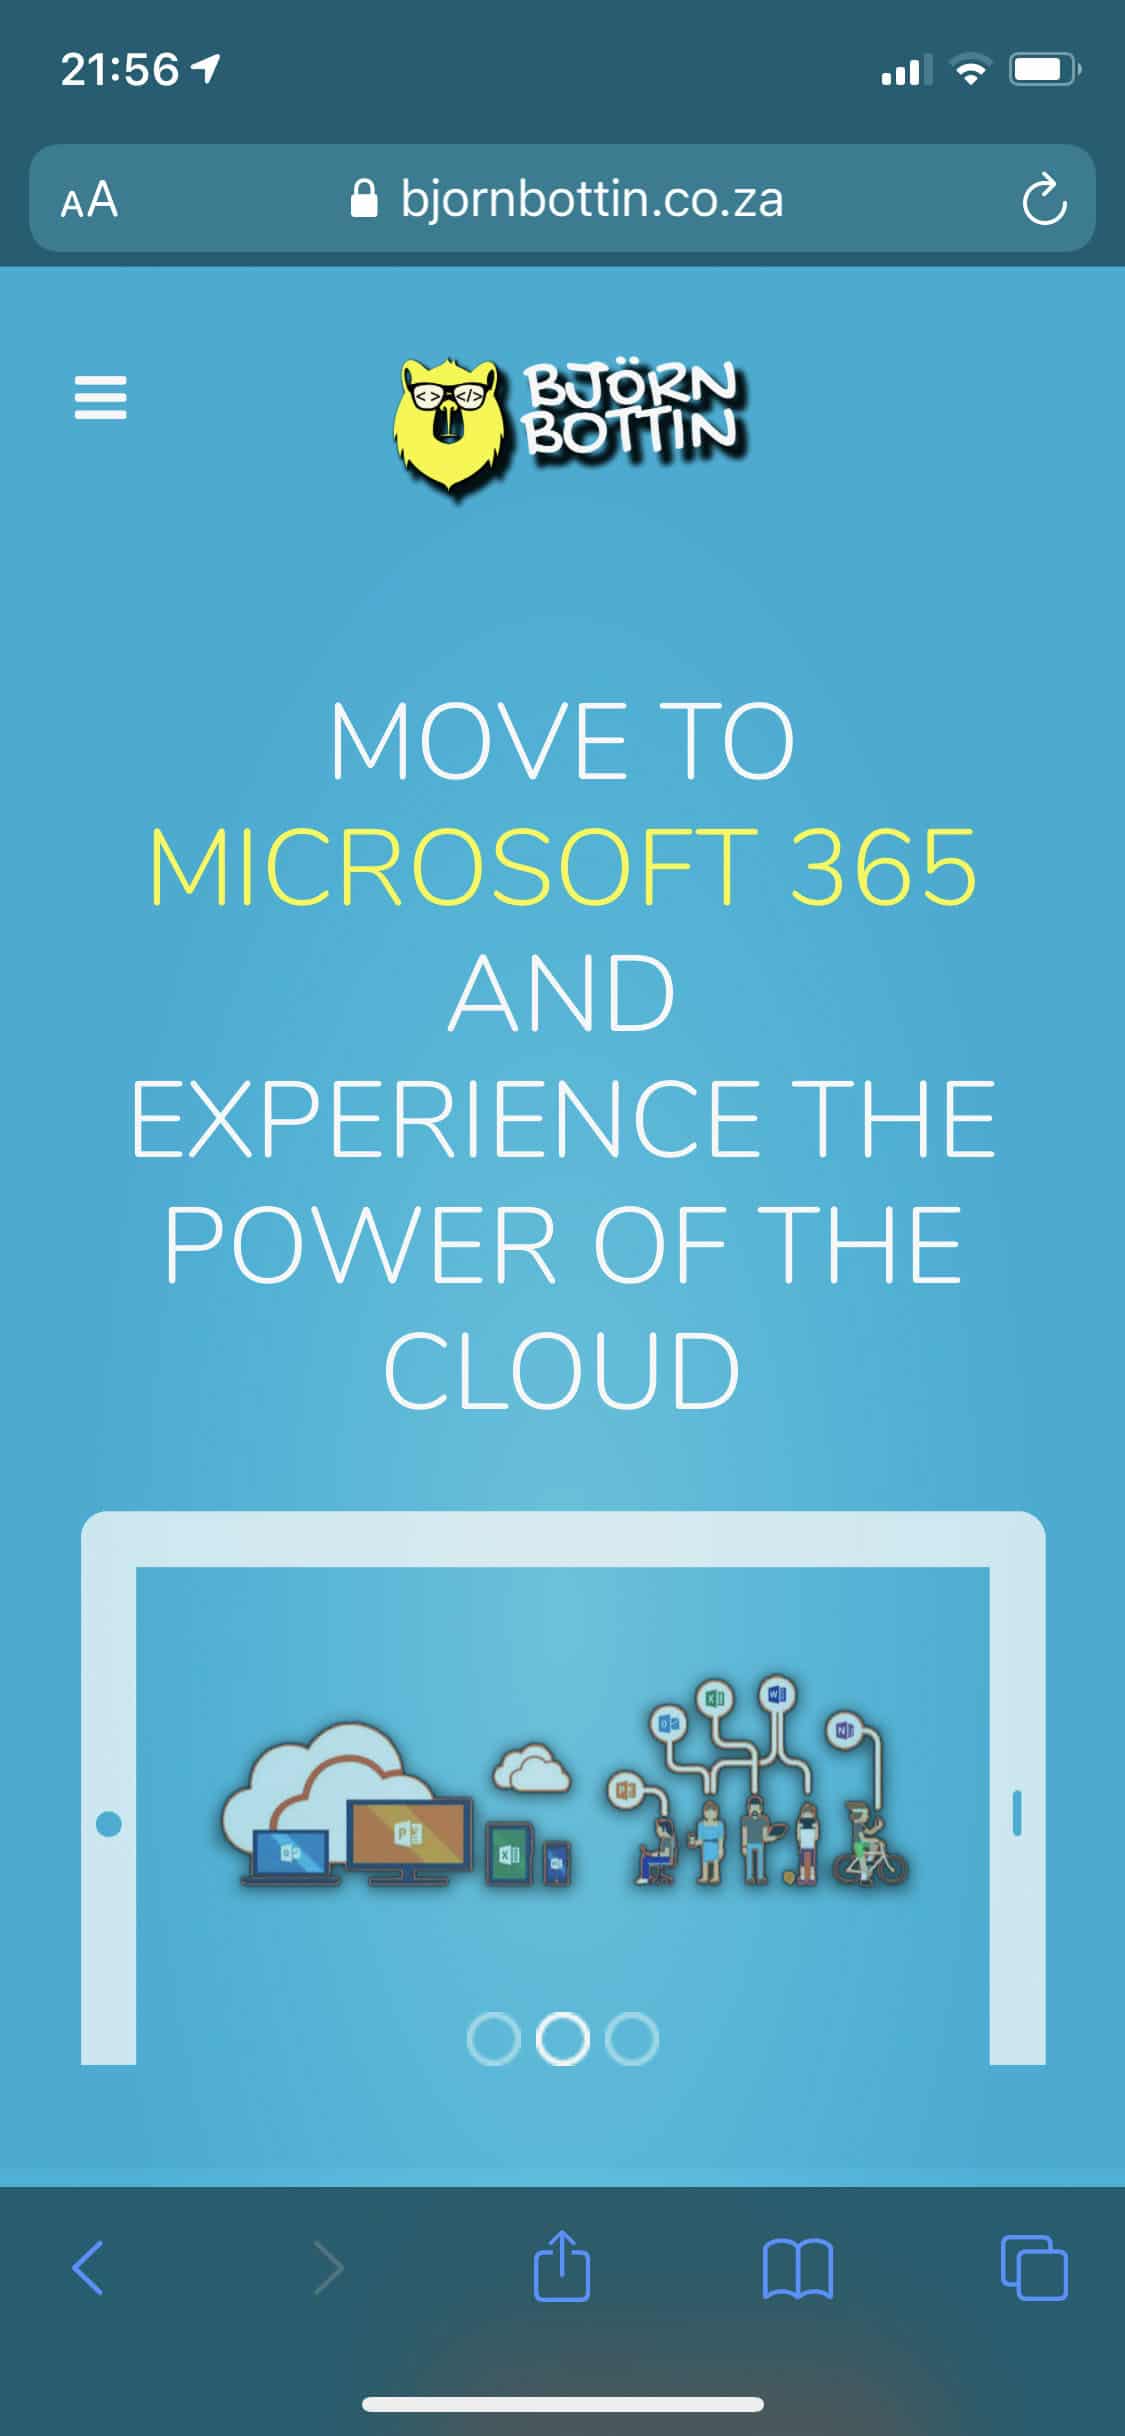 21:56
AA bjornbottin.co.za
< > </>
BJÖRN
BOTTIN
MOVE TO
MICROSOFT 365
AND
EXPERIENCE THE
POWER OF THE
CLOUD